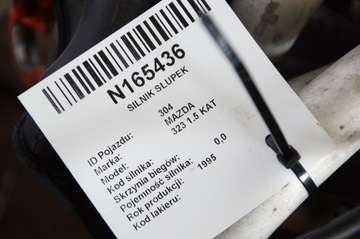 N165436
SILNIK SLUPEK
ID Pojazdu: 304
Marka: MAZDA
Model: 323 1.5 KAT
Kod silnika:
Skrzynia biegów:
Pojemność silnika: 0,0
Rok produkcji: 1995
Kod lakieru: